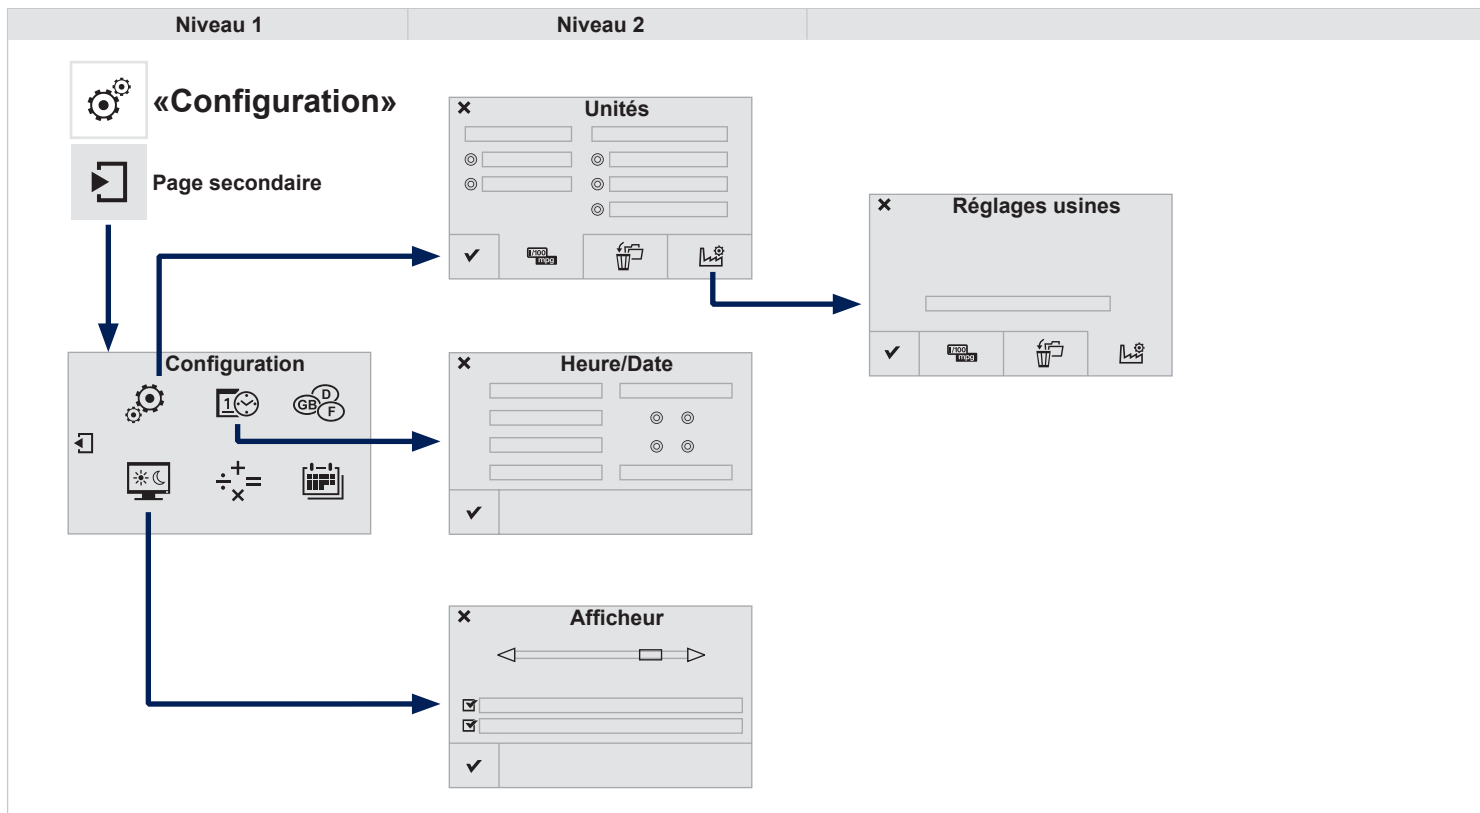 Niveau 1
Niveau 2
«Configuration»
Page secondaire
Unités
1/100
mpg
Réglages usines
1/100
mpg
Configuration
1
GB
D
F
Heure/Date
Afficheur